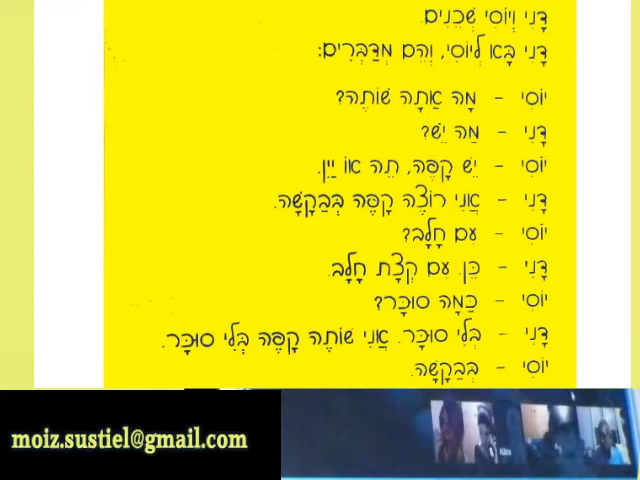 דָּנִי וְיוֹסִי שְׁכֵנִים.
דָּנִי בָּא לְיוֹסִי, וְהֵם מְדַבְּרִים:
יוֹסִי - מָה אַתָּה שׁוֹתֶה?
דָּנִי - מַה יֵּשׁ?
יוֹסִי - יֵשׁ קָפֶה, תֵּה אוֹ יַיִן.
דָּנִי - אֲנִי רוֹצֶה קָפֶה בְּבַקָּשָׁה.
יוֹסִי - עִם חָלָב?
דָּנִי - כֵּן. עִם קְצָת חָלָב.
יוֹסִי - כַּמָּה סוּכָּר?
דָּנִי - בְּלִי סוּכָּר. אֲנִי שׁוֹתֶה קָפֶה בְּלִי סוּכָּר.
יוֹסִי - בְּבַקָּשָׁה.
moiz.sustiel@gmail.com